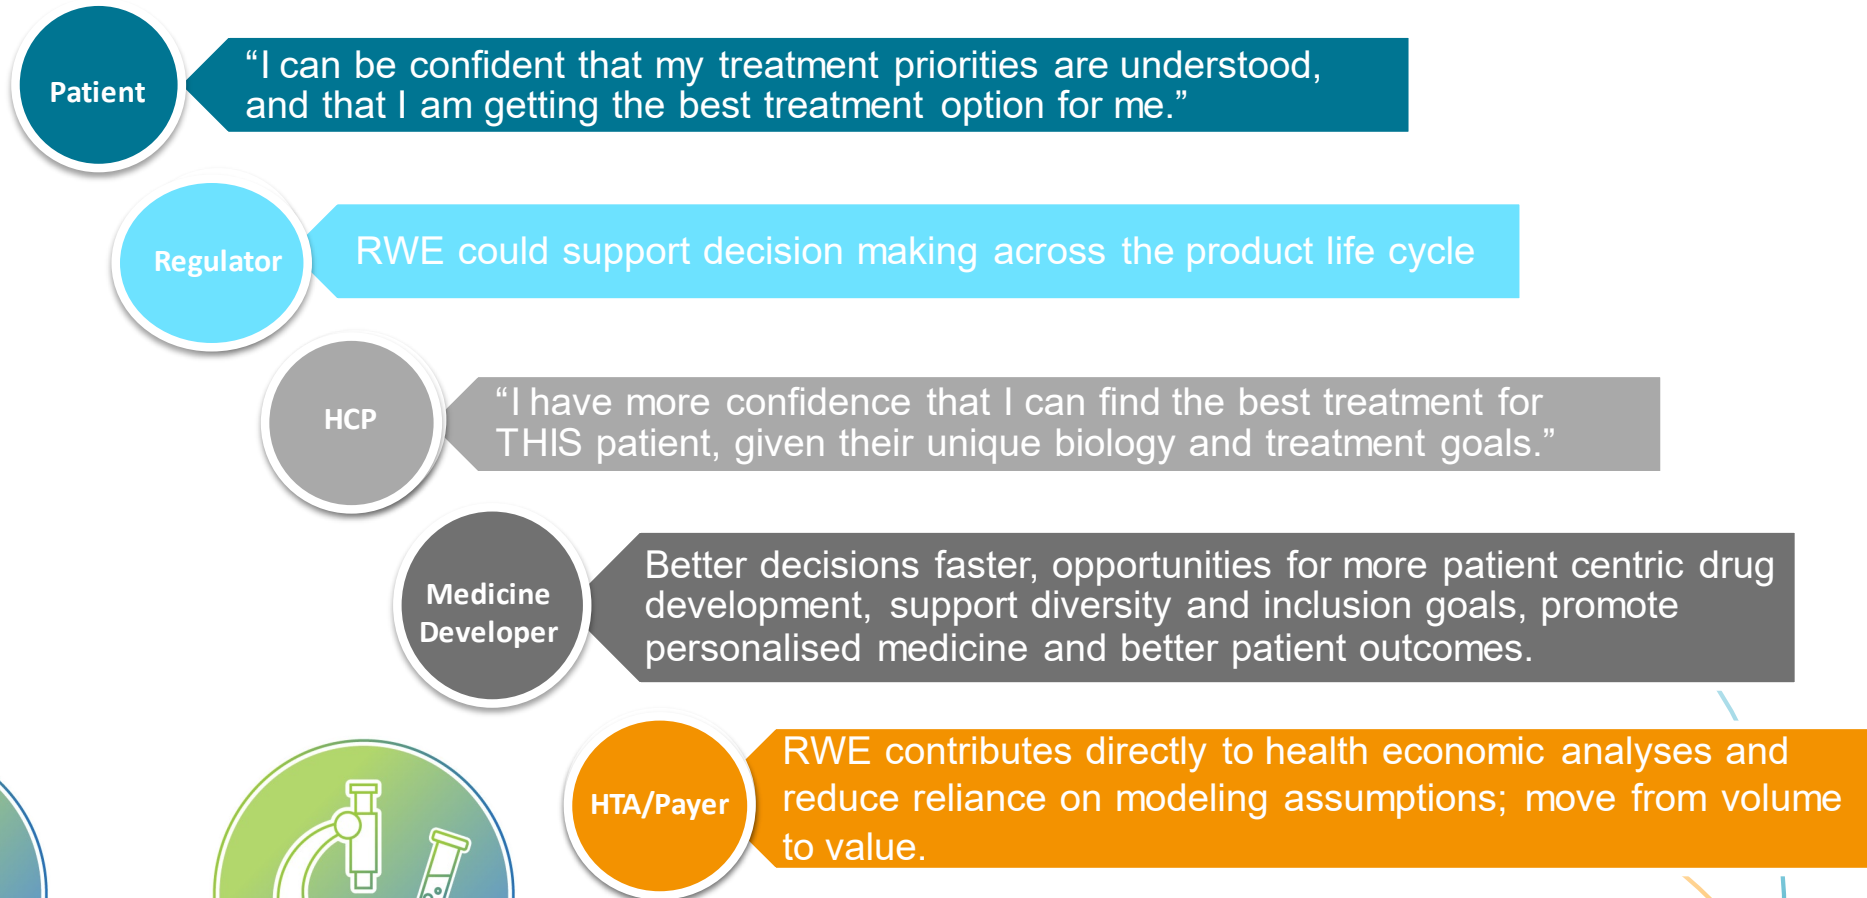 Patient
“I can be confident that my treatment priorities are understood,
and that I am getting the best treatment option for me.”
Regulator
RWE could support decision making across the product life cycle
HCP
“I have more confidence that I can find the best treatment for
THIS patient, given their unique biology and treatment goals.”
Medicine
Developer
Better decisions faster, opportunities for more patient centric drug
development, support diversity and inclusion goals, promote
personalised medicine and better patient outcomes.
HTA/Payer
RWE contributes directly to health economic analyses and
reduce reliance on modeling assumptions; move from volume
to value.